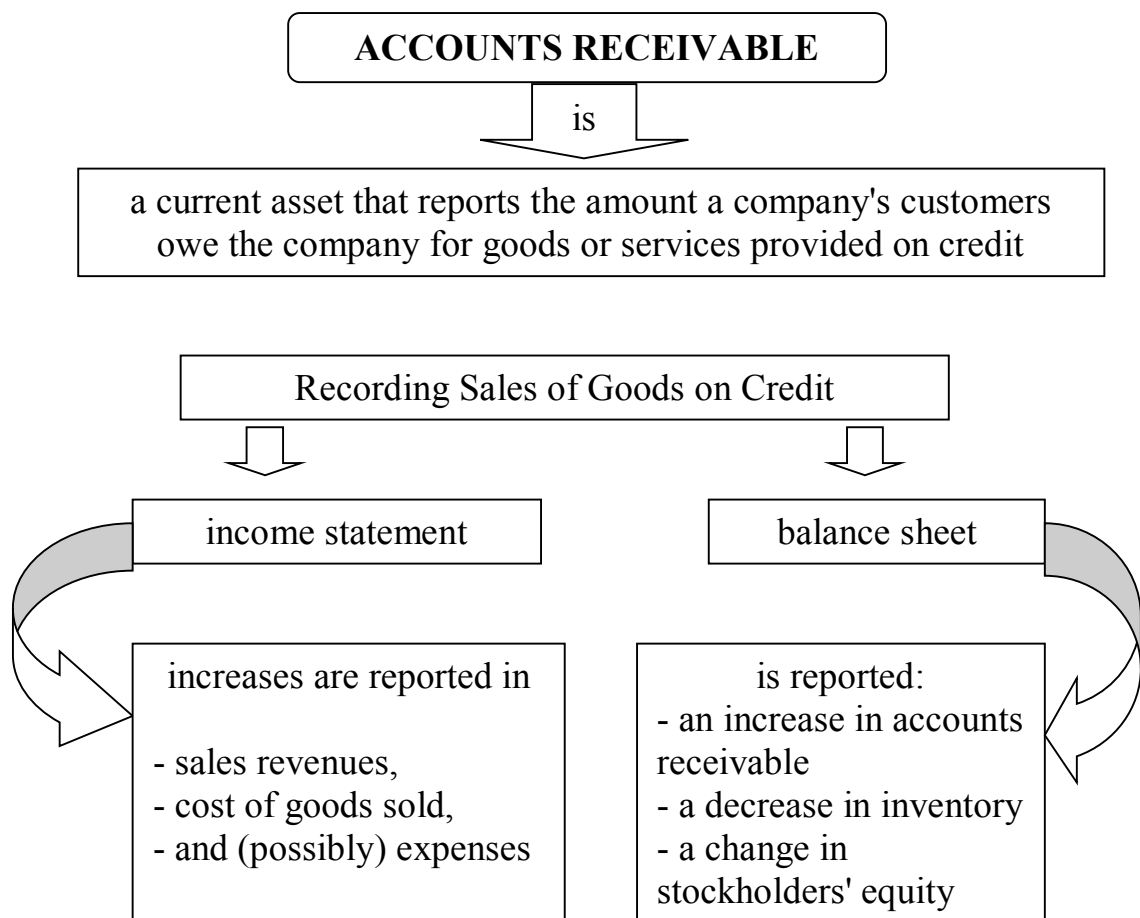 ACCOUNTS RECEIVABLE
is
a current asset that reports the amount a company's customers
owe the company for goods or services provided on credit
Recording Sales of Goods on Credit
income statement
balance sheet
increases are reported in
- sales revenues,
- cost of goods sold,
- and (possibly) expenses
is reported:
- an increase in accounts
receivable
- a decrease in inventory
- a change in
stockholders' equity